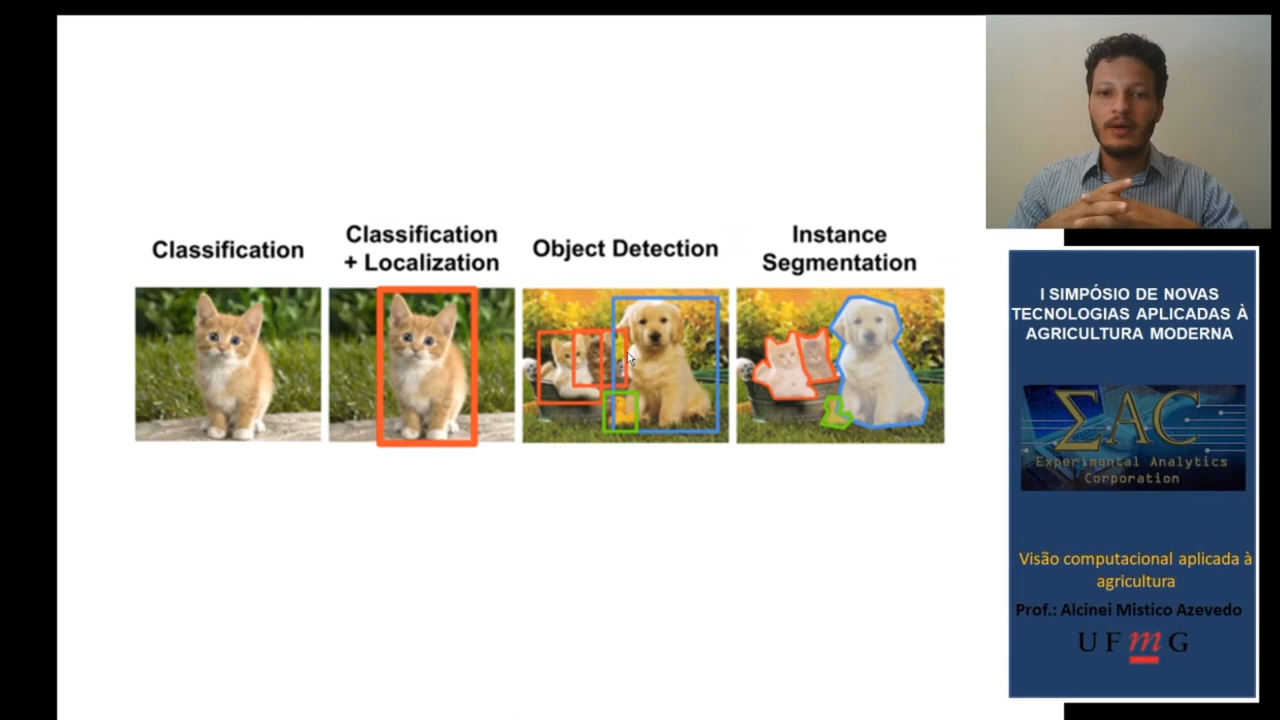 Classification
Classification
+ Localization
Object Detection
Instance
Segmentation
I SIMPÓSIO DE NOVAS
TECNOLOGIAS APLICADAS À
AGRICULTURA MODERNA
ΣAC
Experimental Analytics
Corporation
Visão computacional aplicada à
agricultura
Prof.: Alcinei Mistico Azevedo
UFmG